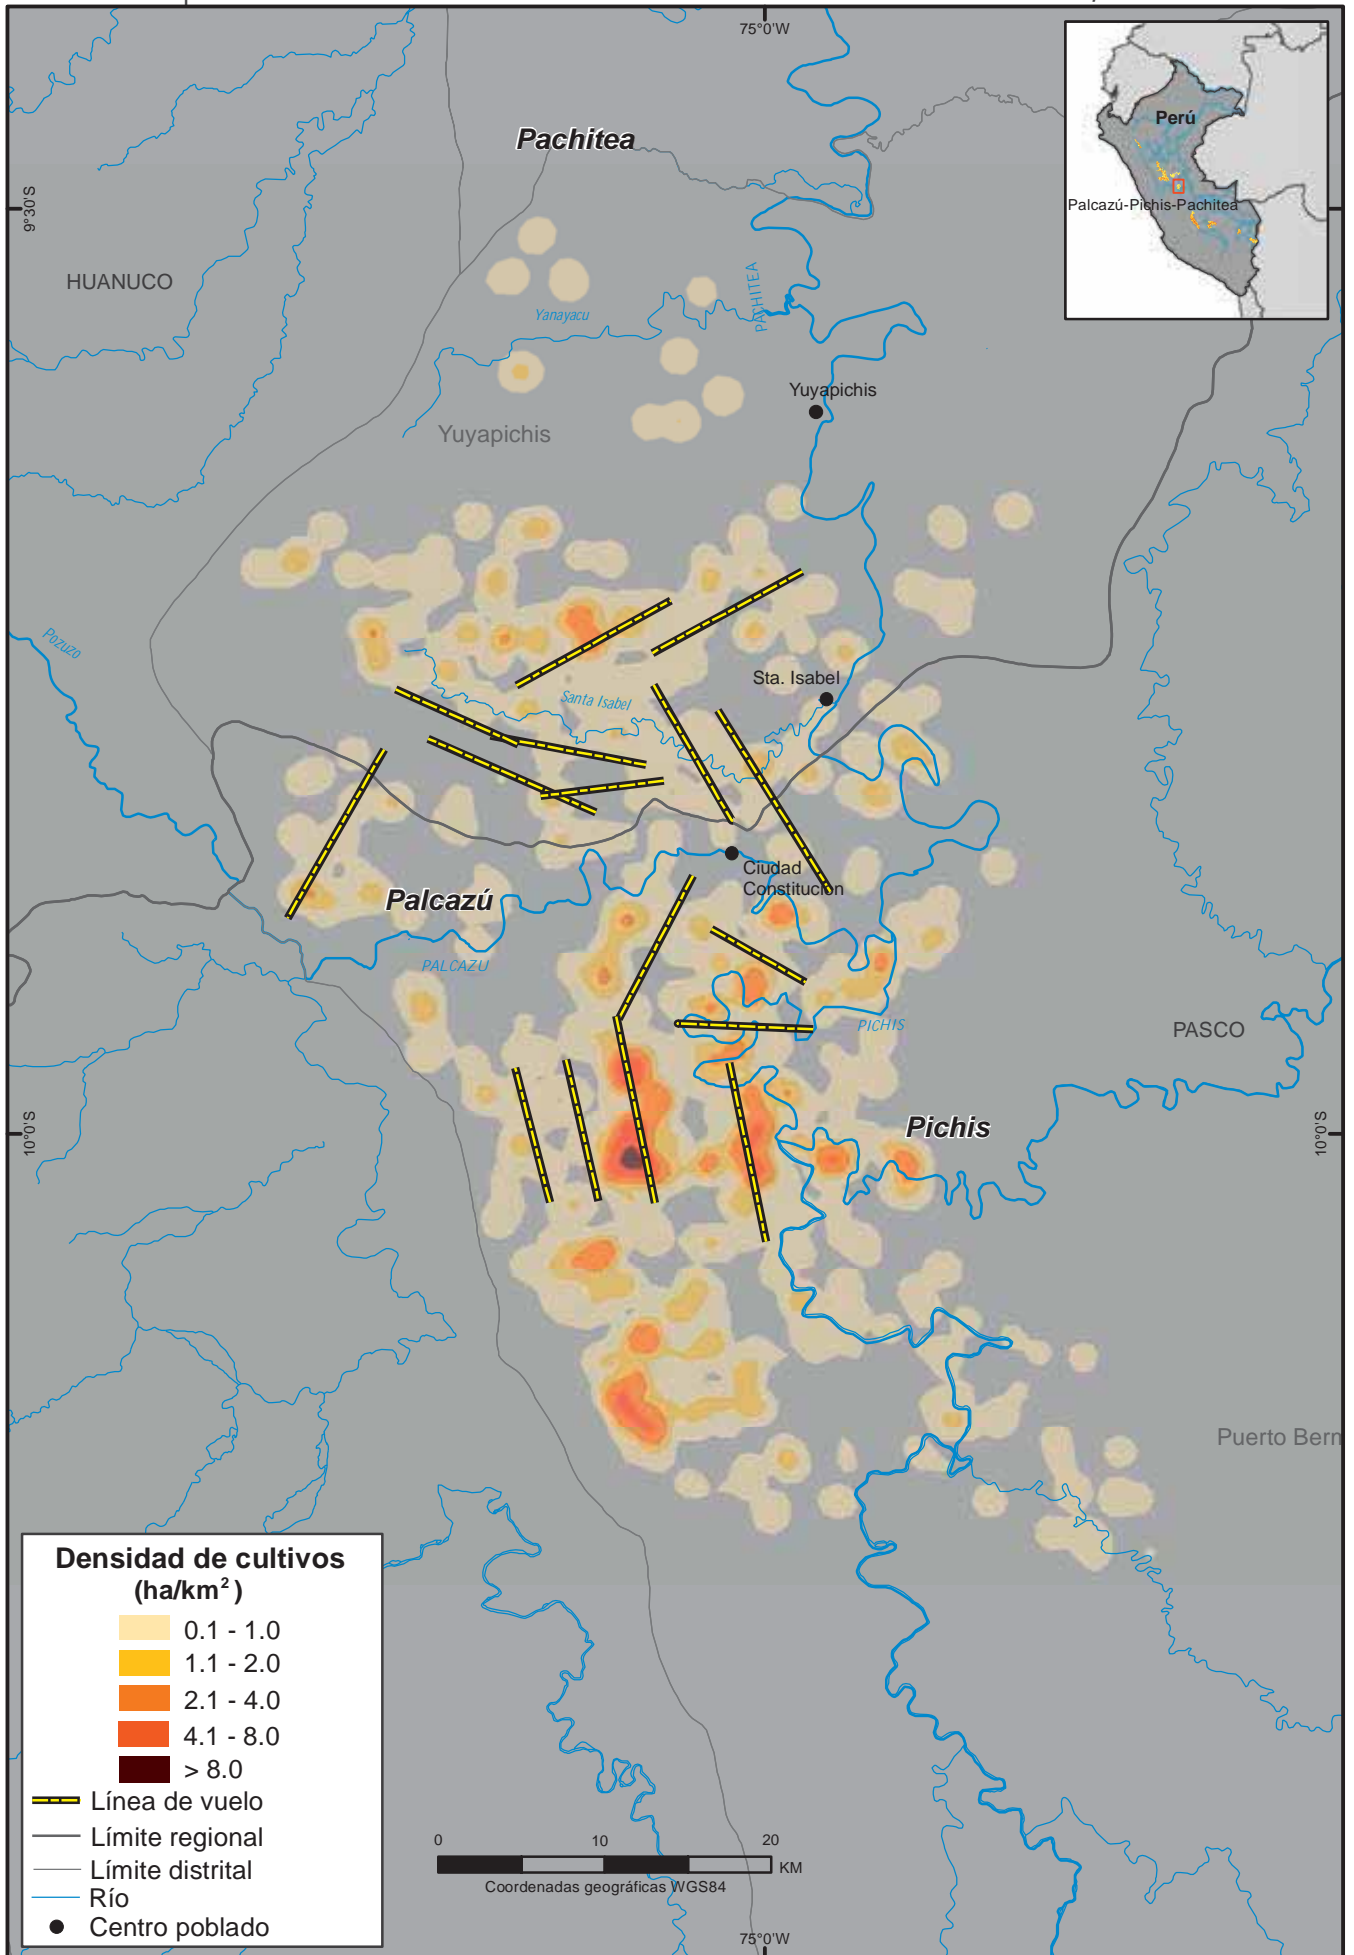 75°0'W
Perú
Palcazú-Pichis-Pachitea
Pachitea
9°30'S
HUANUCO
PACHITEA
Yanayacu
Yuyapichis
Yuyapichis
Pozuzo
Sta. Isabel
Santa Isabel
Ciudad
Constitución
Palcazú
PALCAZU
PICHIS
PASCO
Pichis
10°0'S
10°0'S
Puerto Berm
Densidad de cultivos
(ha/km²)
0.1 - 1.0
1.1 - 2.0
2.1 - 4.0
4.1 - 8.0
> 8.0
Línea de vuelo
Límite regional
Límite distrital
Río
Centro poblado
0 10 20
KM
Coordenadas geográficas WGS84
75°0'W